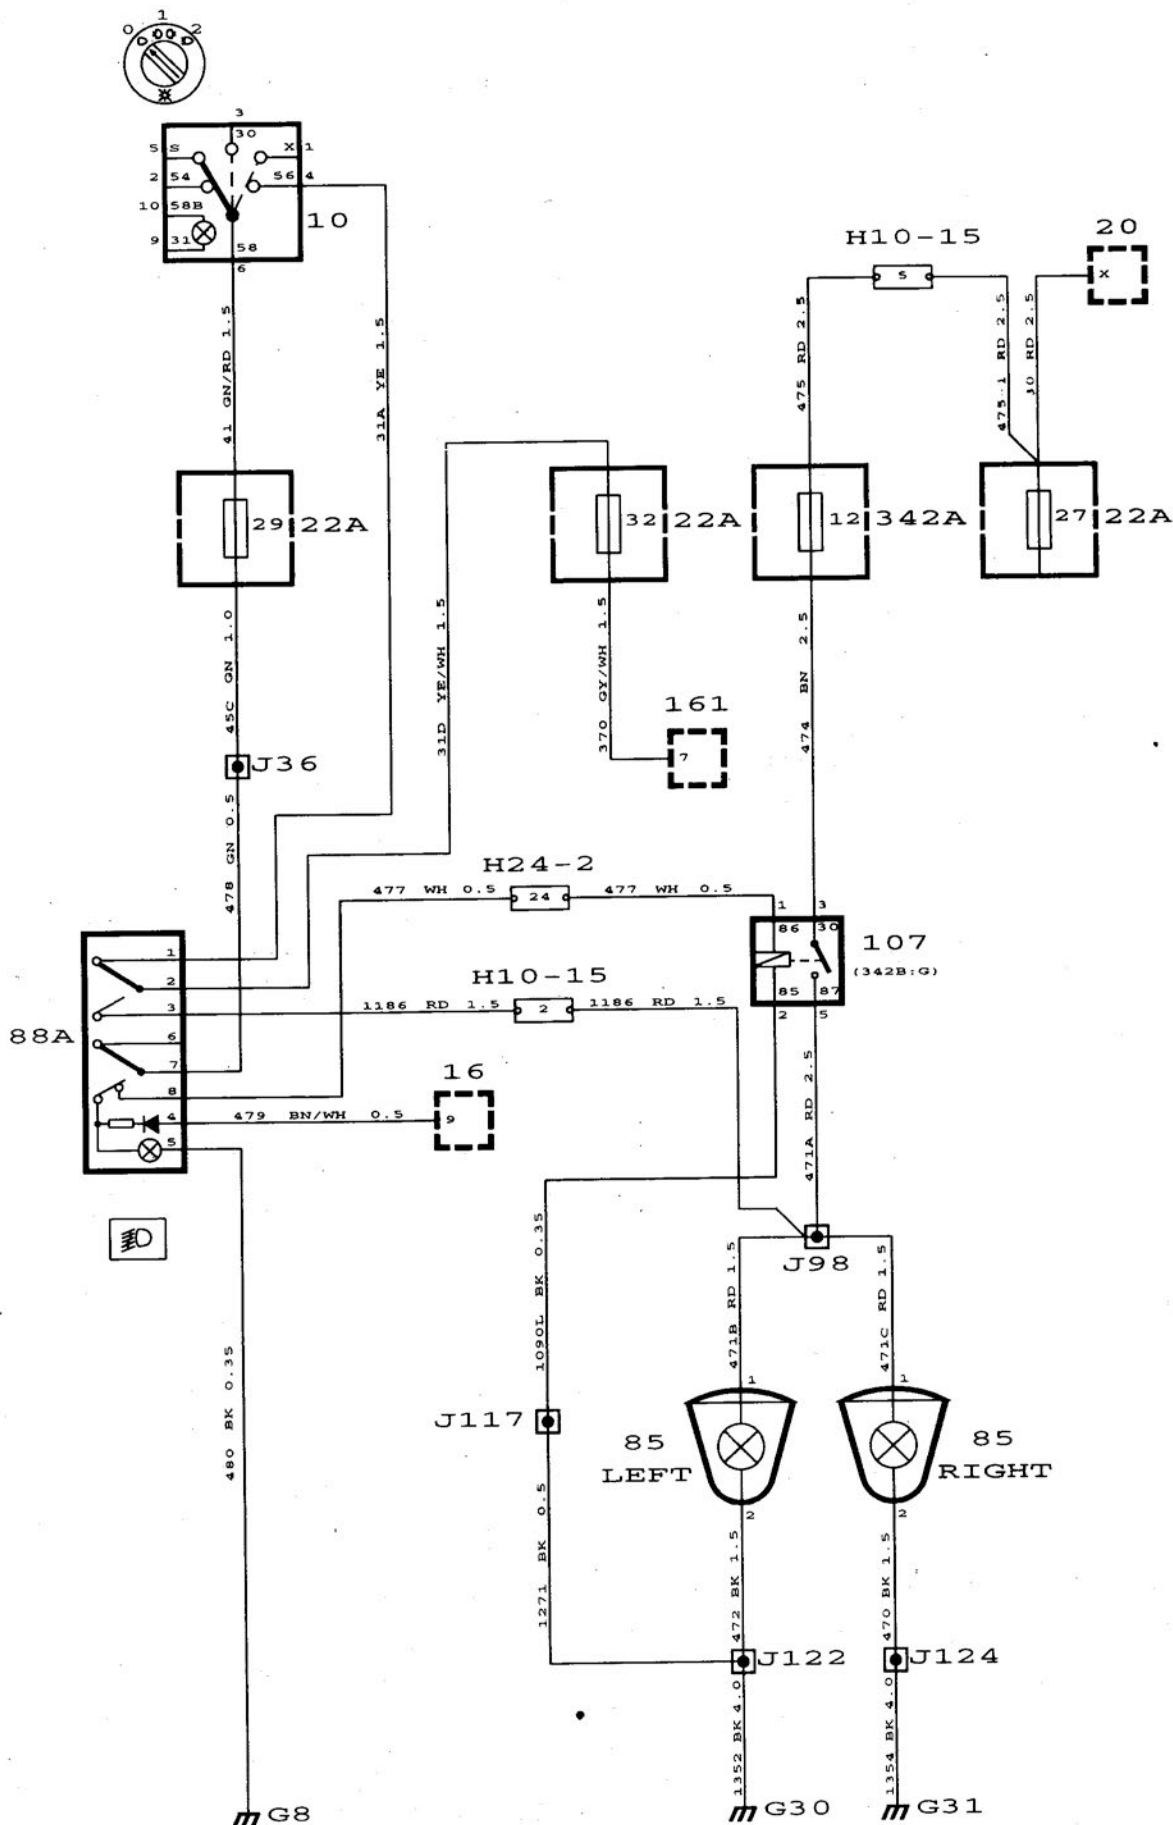 0 1 2
3
30
5 S X 1
2 54 56 4
10 58B
10
9 31
58
6
41 GN/RD 1.5
31A YE 1.5
H10-15
5
20
X
475 RD 2.5
475-1 RD 2.5
30 RD 2.5
29 22A
32 22A
12 342A
27 22A
45C GN 1.0
31D YE/WH 1.5
370 GY/WH 1.5
474 BN 2.5
161
7
J36
478 GN 0.5
H24-2
477 WH 0.5 24 477 WH 0.5
1 3
86 30
107
(342B:G)
85 87
2 5
H10-15
1186 RD 1.5 2 1186 RD 1.5
88A
1
2
3
6
7
8
4
5
16
479 BN/WH 0.5 9
471A RD 2.5
J98
1090L BK 0.35
471B RD 1.5
471C RD 1.5
480 BK 0.35
1 1
J117
85
LEFT
85
RIGHT
2 2
1271 BK 0.5
472 BK 1.5
470 BK 1.5
J122
J124
1352 BK 4.0
1354 BK 4.0
G8
G30
G31